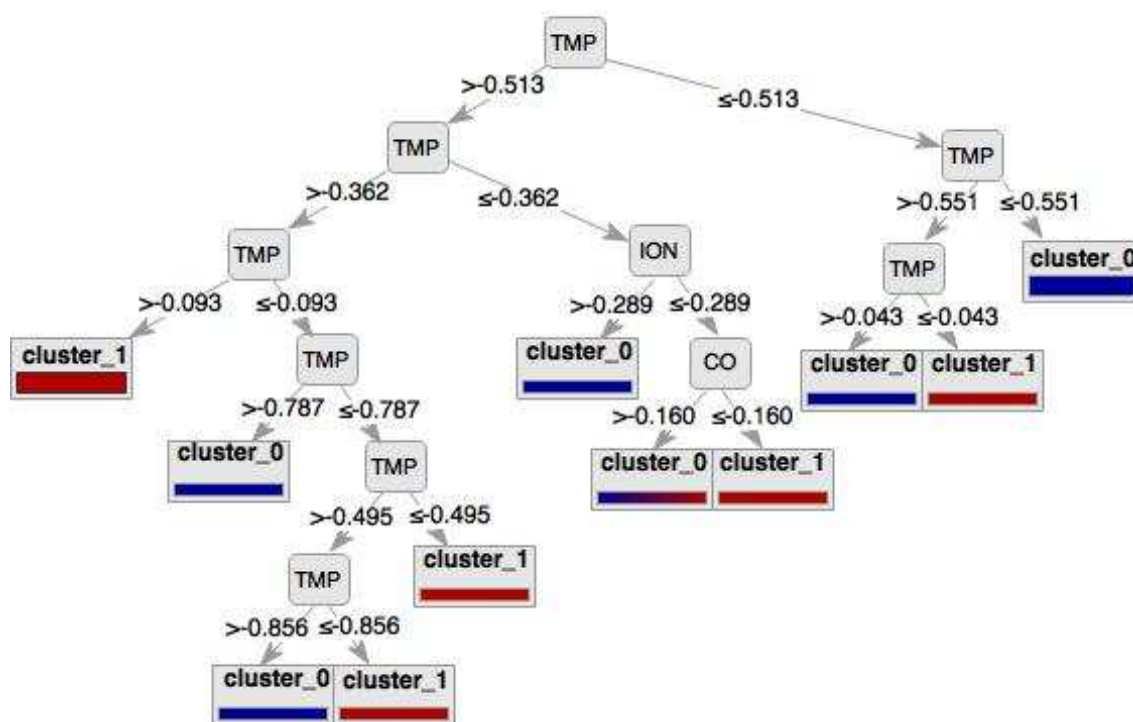 TMP
>-0.513 ≤-0.513
TMP TMP
>-0.362 ≤-0.362 >-0.551 ≤-0.551
TMP ION TMP cluster_0
>-0.093 ≤-0.093 >-0.289 ≤-0.289 >-0.043 ≤-0.043
cluster_1 TMP cluster_0 CO cluster_0 cluster_1
>-0.787 ≤-0.787 >-0.160 ≤-0.160
cluster_0 TMP cluster_0 cluster_1
>-0.495 ≤-0.495
TMP cluster_1
>-0.856 ≤-0.856
cluster_0 cluster_1